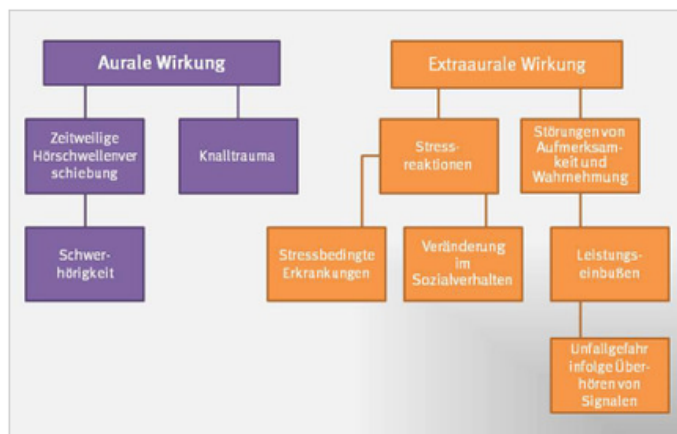 Aurale Wirkung
Extraaurale Wirkung
Zeitweilige
Hörschwellenver
schiebung
Knalltrauma
Stress-
reaktionen
Störungen von
Aufmerksam-
keit und
Wahrnehmung
Schwer-
hörigkeit
Stressbedingte
Erkrankungen
Veränderung
im
Sozialverhalten
Leistungs-
einbußen
Unfallgefahr
infolge Über-
hören von
Signalen